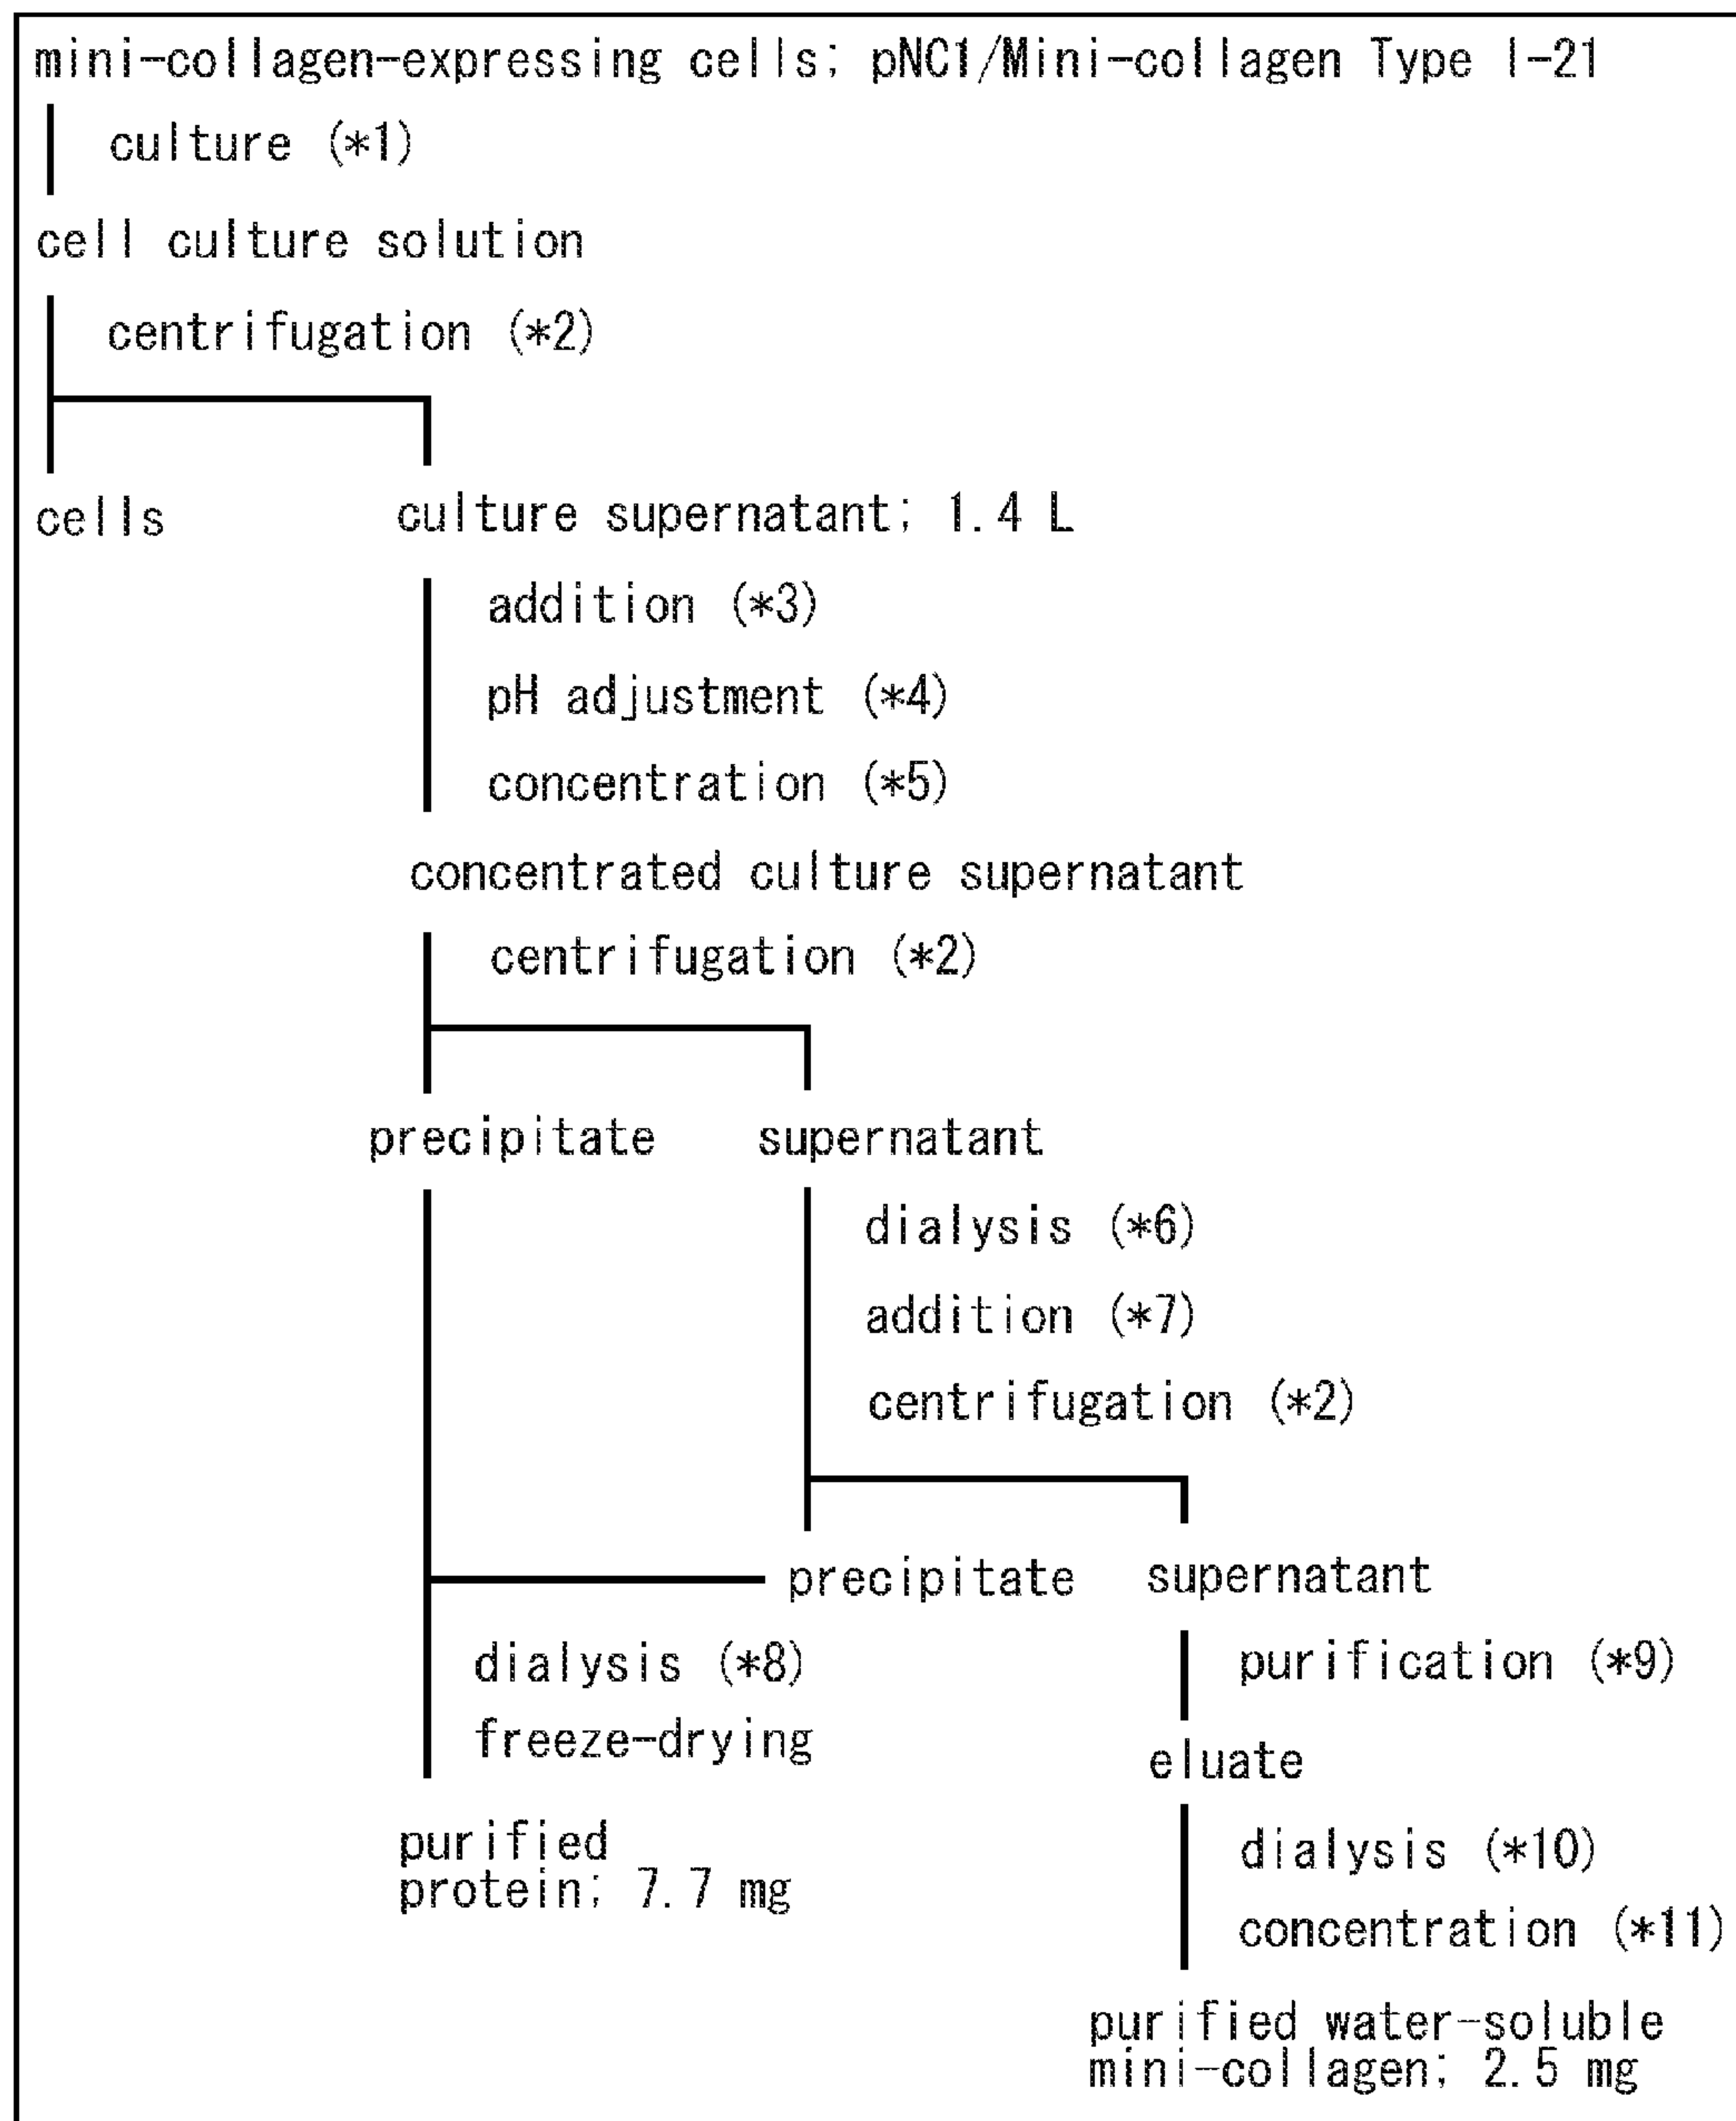 mini-collagen-expressing cells; pNC1/Mini-collagen Type I-21
culture (*1)
cell culture solution
centrifugation (*2)
cells
culture supernatant; 1.4 L
addition (*3)
pH adjustment (*4)
concentration (*5)
concentrated culture supernatant
centrifugation (*2)
precipitate
supernatant
dialysis (*6)
addition (*7)
centrifugation (*2)
precipitate
supernatant
dialysis (*8)
freeze-drying
purified
protein; 7.7 mg
purification (*9)
eluate
dialysis (*10)
concentration (*11)
purified water-soluble
mini-collagen; 2.5 mg